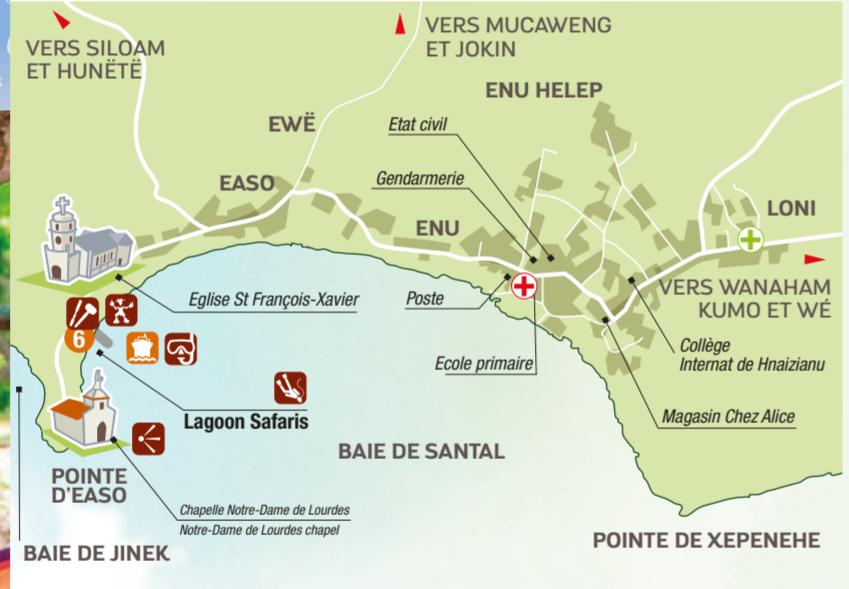 VERS SILOAM
ET HUNËTË
VERS MUCAWENG
ET JOKIN
ENU HELEP
EWË
Etat civil
Gendarmerie
EASO
ENU
LONI
Eglise St François-Xavier
Poste
VERS WANAHAM
KUMO ET WÉ
6
Ecole primaire
Collège
Internat de Hnaizianu
Lagoon Safaris
Magasin Chez Alice
BAIE DE SANTAL
POINTE
D'EASO
Chapelle Notre-Dame de Lourdes
Notre-Dame de Lourdes chapel
BAIE DE JINEK
POINTE DE XEPENEHE